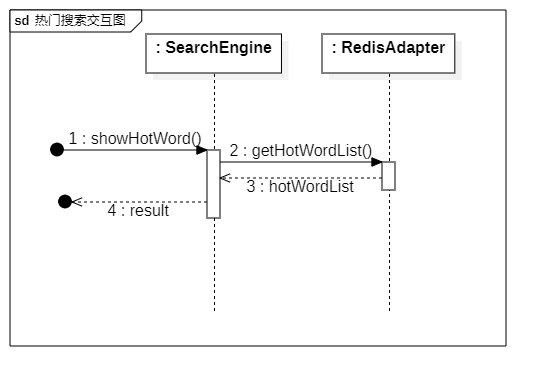 sd 热门搜索交互图
: SearchEngine
: RedisAdapter
1 : showHotWord()
2 : getHotWordList()
3 : hotWordList
4 : result